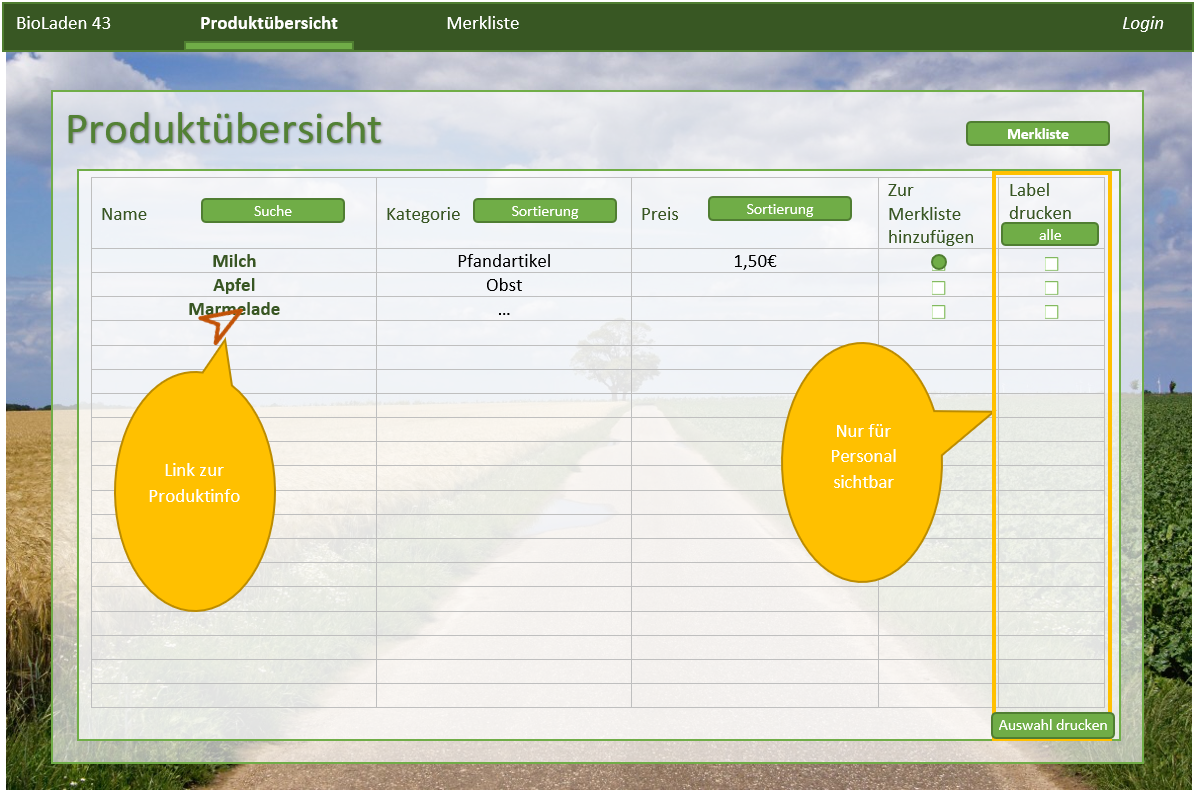 BioLaden 43
Produktübersicht
Merkliste
Login
Produktübersicht
Merkliste
Name
Suche
Kategorie
Sortierung
Preis
Sortierung
Zur
Merkliste
hinzufügen
Label
drucken
alle
Milch
Pfandartikel
1,50€
Apfel
Obst
Marmelade
...
Link zur
Produktinfo
Nur für
Personal
sichtbar
Auswahl drucken